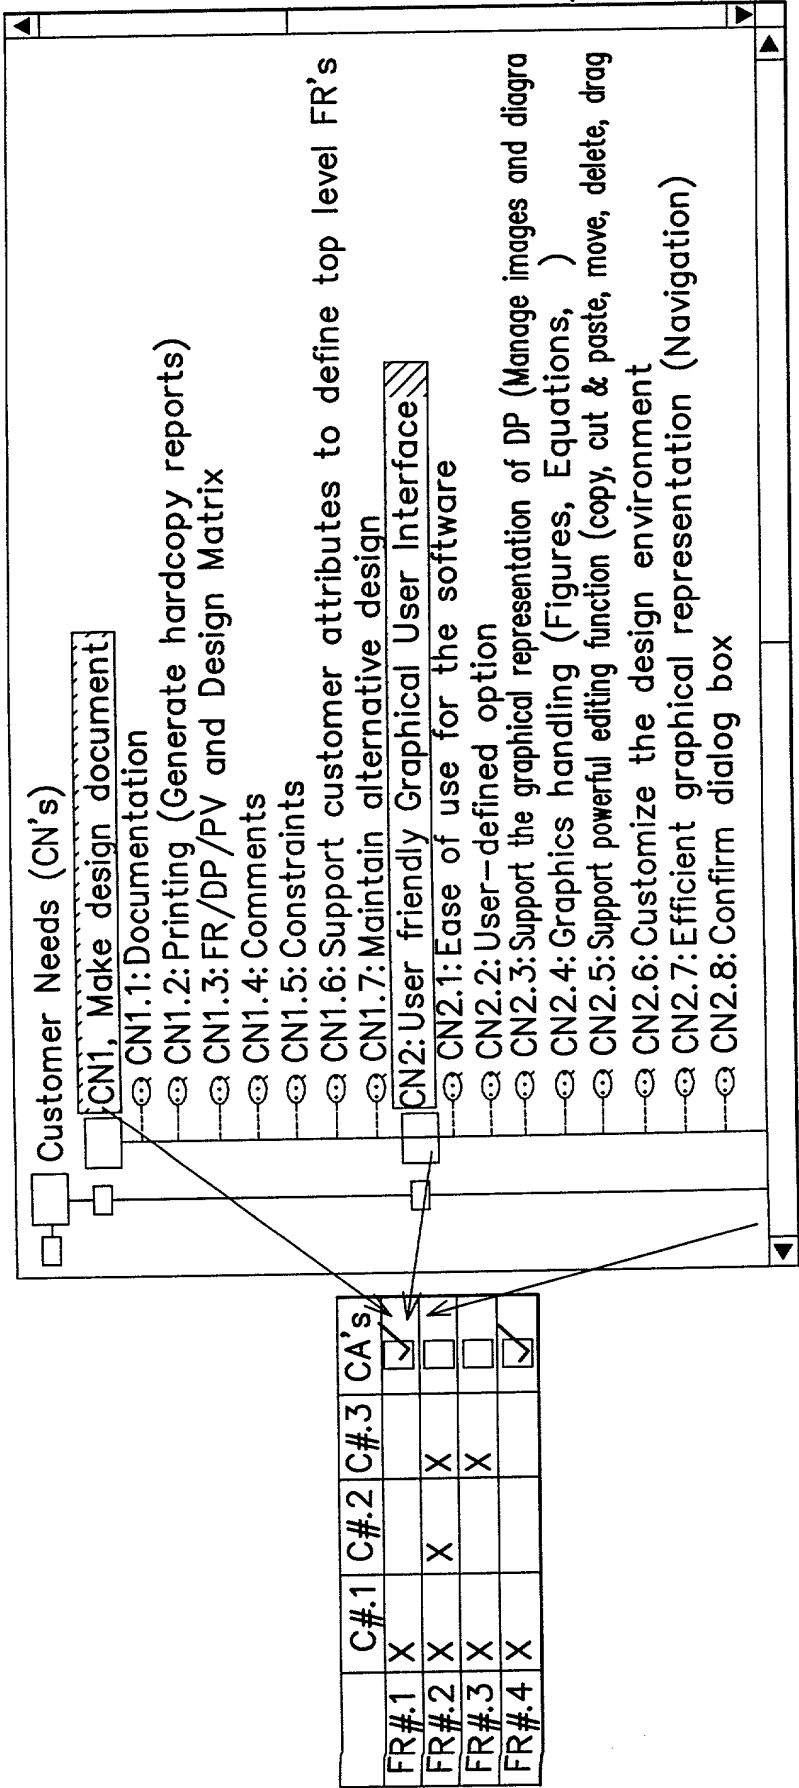 Customer Needs (CN's)
CN1, Make design document
CN1.1: Documentation
CN1.2: Printing (Generate hardcopy reports)
CN1.3: FR/DP/PV and Design Matrix
CN1.4: Comments
CN1.5: Constraints
CN1.6: Support customer attributes to define top level FR's
CN1.7: Maintain alternative design
CN2: User friendly Graphical User Interface
CN2.1: Ease of use for the software
CN2.2: User-defined option
CN2.3: Support the graphical representation of DP (Manage images and diagra
CN2.4: Graphics handling (Figures, Equations, )
CN2.5: Support powerful editing function (copy, cut & paste, move, delete, drag
CN2.6: Customize the design environment
CN2.7: Efficient graphical representation (Navigation)
CN2.8: Confirm dialog box
C#.1 C#.2 C#.3 CA's
FR#.1 X
FR#.2 X X X
FR#.3 X X
FR#.4 X